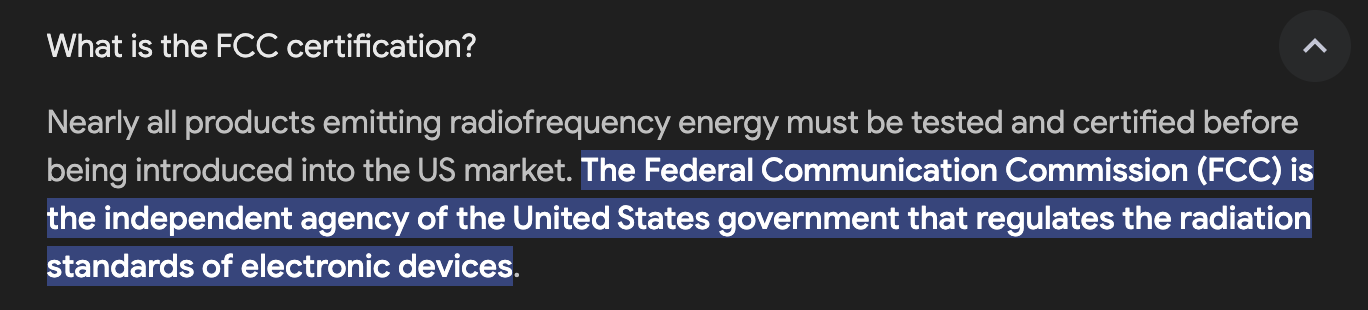 What is the FCC certification?
Nearly all products emitting radiofrequency energy must be tested and certified before
being introduced into the US market. The Federal Communication Commission (FCC) is
the independent agency of the United States government that regulates the radiation
standards of electronic devices.